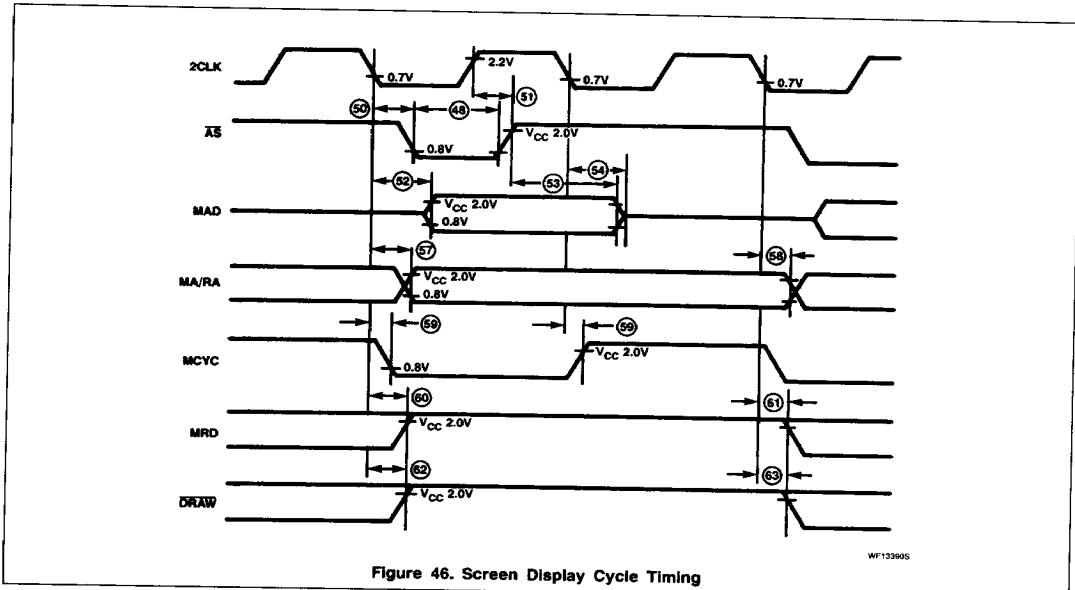 2CLK
0.7V
2.2V
0.7V
0.7V
50
48
51
AS
0.8V
VCC 2.0V
52
53
54
MAD
VCC 2.0V
0.8V
57
58
MA/RA
VCC 2.0V
0.8V
59
59
MCYC
0.8V
VCC 2.0V
60
61
MRD
VCC 2.0V
62
63
DRAW
VCC 2.0V
WF13390S
Figure 46. Screen Display Cycle Timing